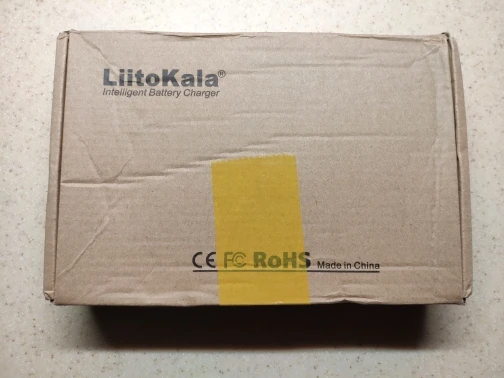 LiitoKala®
Intelligent Battery Charger
CE FC RoHS Made in China